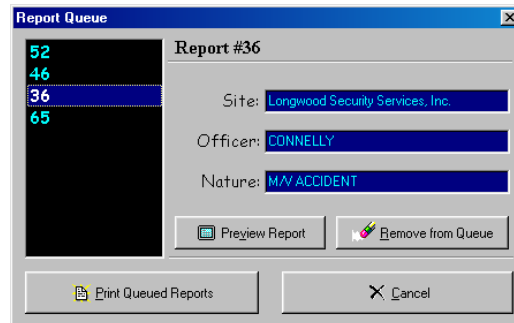 Report Queue
52
46
36
65
Report #36
Site: Longwood Security Services, Inc.
Officer: CONNELLY
Nature: M/V ACCIDENT
Preview Report
Remove from Queue
Print Queued Reports
Cancel